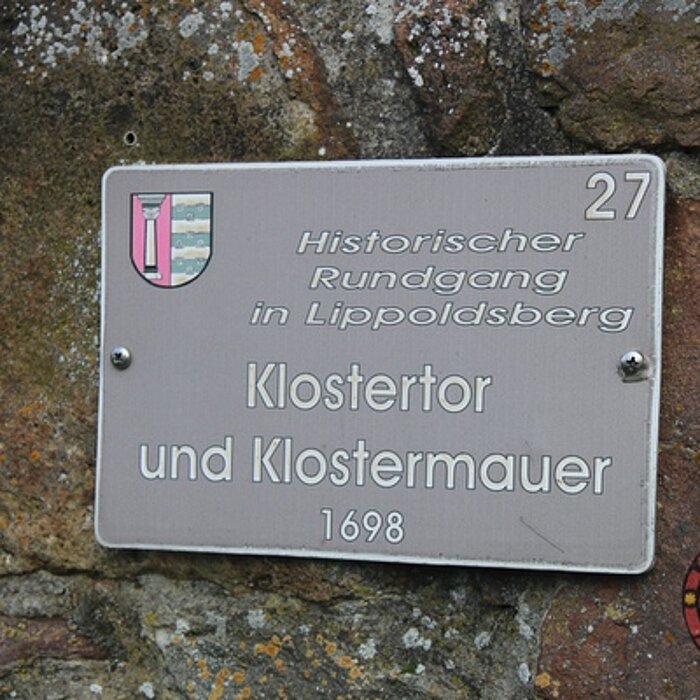 27
Historischer
Rundgang
in Lippoldsberg
Klostertor
und Klostermauer
1698